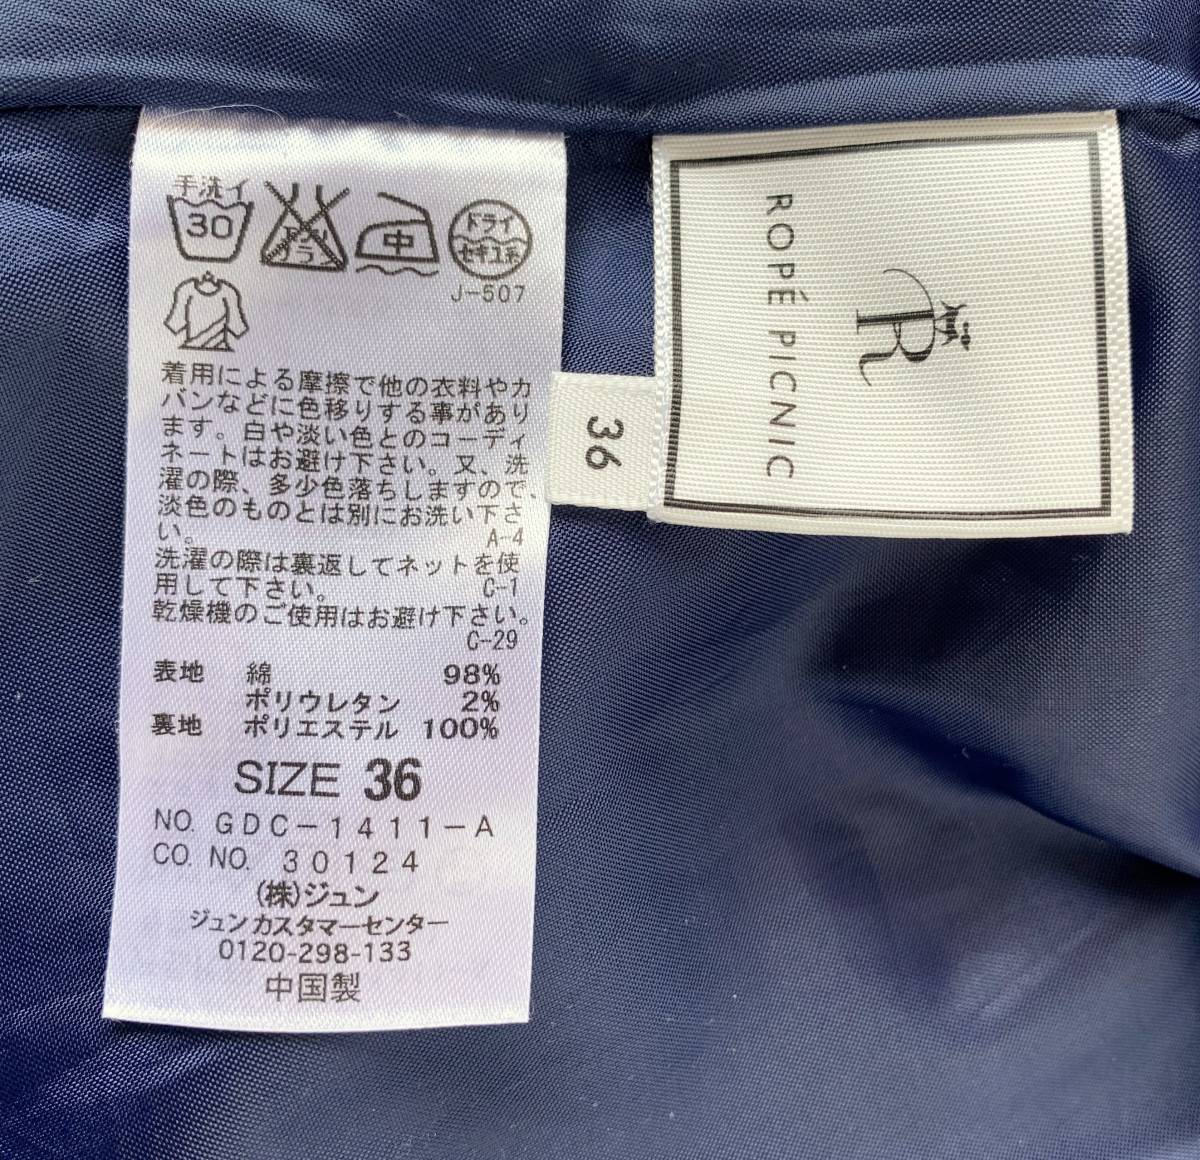 手洗イ
30
エンソ
サラシ
中
ドライ
セキユ系
J-507
着用による摩擦で他の衣料やカ
バンなどに色移りする事があり
ます。白や淡い色とのコーディ
ネートはお避け下さい。又、洗
濯の際、多少色落ちしますので、
淡色のものとは別にお洗い下さ
い。 A-4
洗濯の際は裏返してネットを使
用して下さい。 C-1
乾燥機のご使用はお避け下さい。
C-29
表地 綿 98%
ポリウレタン 2%
裏地 ポリエステル 100%
SIZE 36
NO. GDC-1411-A
CO. NO. 30124
(株)ジュン
ジュンカスタマーセンター
0120-298-133
中国製
36
R
ROPÉ PICNIC